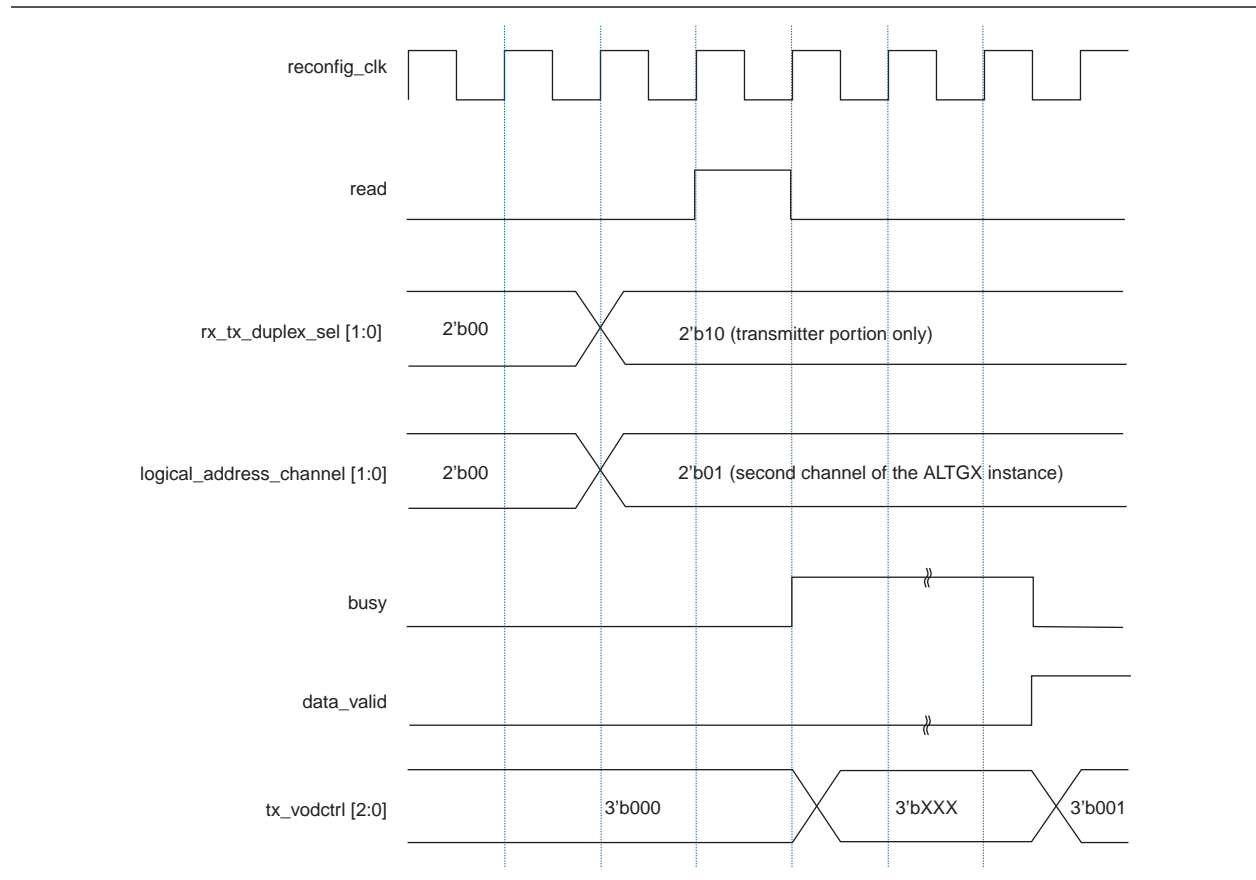 reconfig_clk
read
rx_tx_duplex_sel [1:0]
2'b00
2'b10 (transmitter portion only)
logical_address_channel [1:0]
2'b00
2'b01 (second channel of the ALTGX instance)
busy
data_valid
tx_vodctrl [2:0]
3'b000
3'bXXX
3'b001